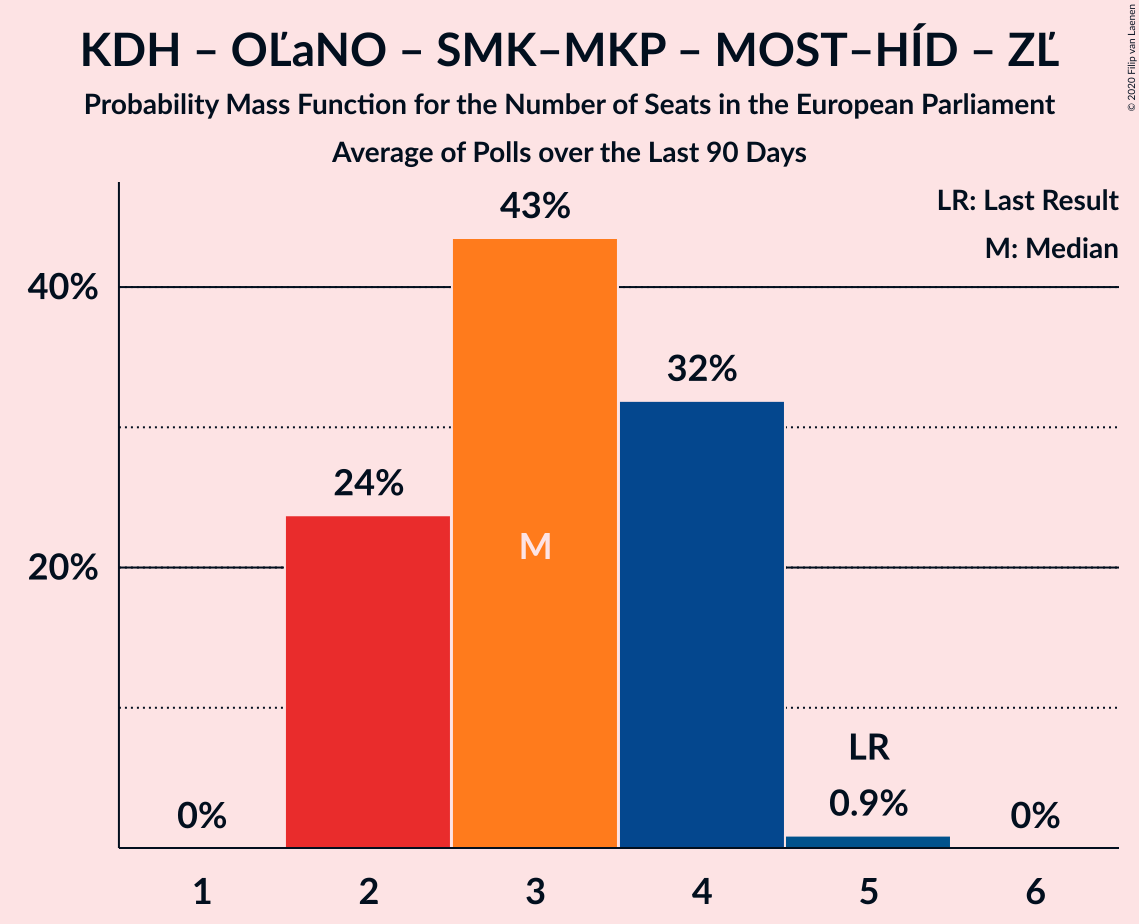 KDH – OĽaNO – SMK–MKP – MOST–HÍD – ZĽ
Probability Mass Function for the Number of Seats in the European Parliament
Average of Polls over the Last 90 Days
© 2020 Filip van Laenen
LR: Last Result
M: Median
43%
40%
32%
24%
M
20%
LR
0%
0.9%
0%
1 2 3 4 5 6